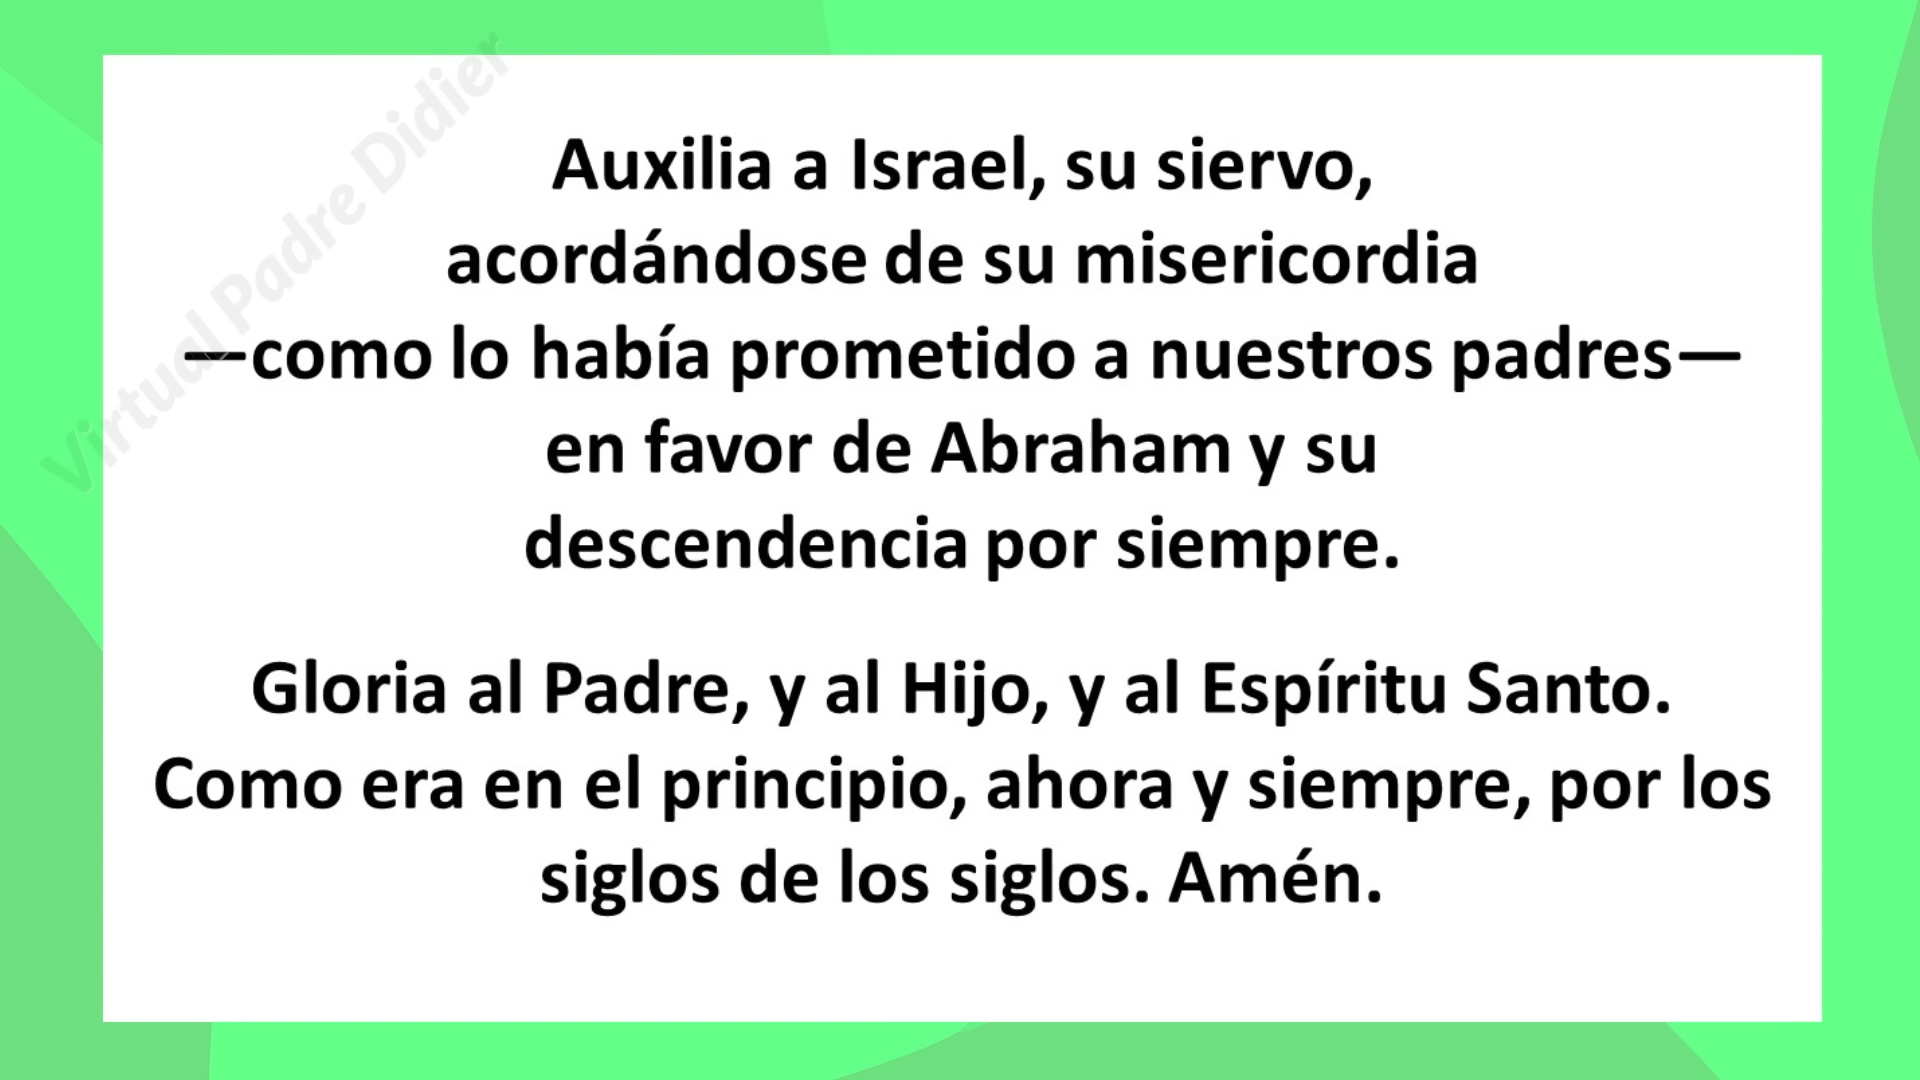 Virtual Padre Didier
Auxilia a Israel, su siervo,
acordándose de su misericordia
—como lo había prometido a nuestros padres—
en favor de Abraham y su
descendencia por siempre.
Gloria al Padre, y al Hijo, y al Espíritu Santo.
Como era en el principio, ahora y siempre, por los
siglos de los siglos. Amén.